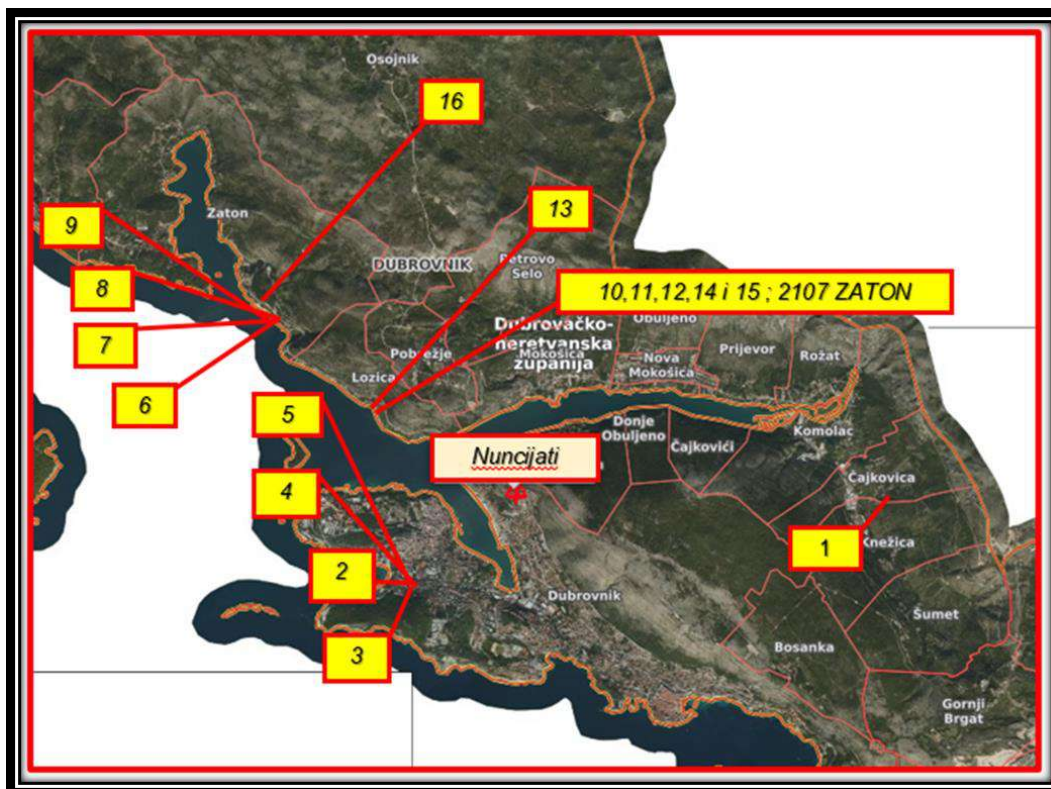 Osojnik
16
Zaton
13
9
DUBROVNIK
Petrovo
Selo
8
10,11,12,14 i 15 ; 2107 ZATON
Obuljeno
7
Dubrovačko-
neretvanska
županija
Mokošica
Pobrežje
Prijevor
Rožat
Nova
Mokošica
Lozica
6
5
Donje
Obuljeno
Komolac
Čajkovići
Nuncijati
4
Čajkovica
1
Knežica
2
Dubrovnik
Šumet
3
Bosanka
Gornji
Brgat